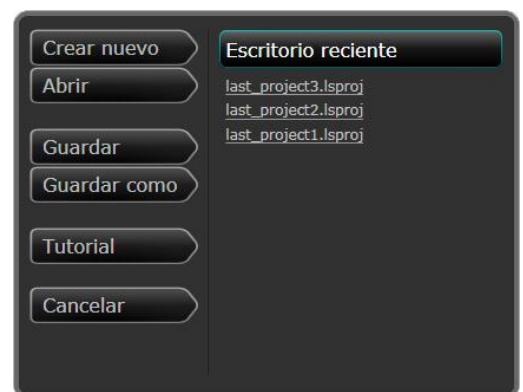 Crear nuevo
Abrir
Guardar
Guardar como
Tutorial
Cancelar
Escritorio reciente
last_project3.lsproj
last_project2.lsproj
last_project1.lsproj